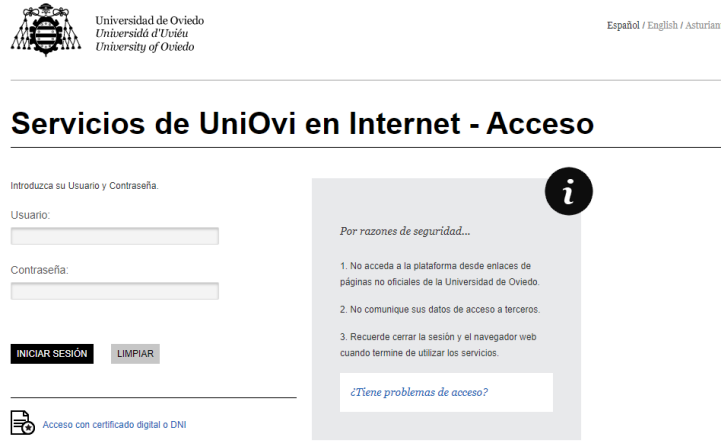 Universidad de Oviedo
Universidá d'Uviéu
University of Oviedo
Español / English / Asturian
Servicios de UniOvi en Internet - Acceso
Introduzca su Usuario y Contraseña.
Usuario:
Contraseña:
INICIAR SESIÓN LIMPIAR
Acceso con certificado digital o DNI
i
Por razones de seguridad...
1. No acceda a la plataforma desde enlaces de
páginas no oficiales de la Universidad de Oviedo.
2. No comunique sus datos de acceso a terceros.
3. Recuerde cerrar la sesión y el navegador web
cuando termine de utilizar los servicios.
¿Tiene problemas de acceso?